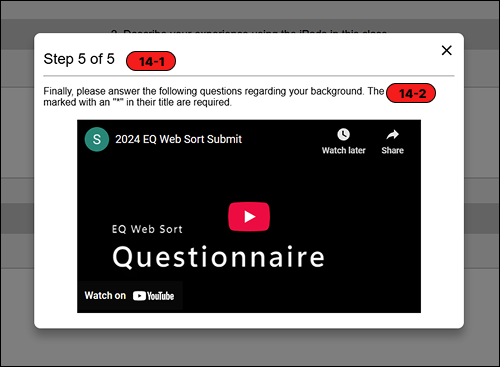 2. Describe your experience using the iPads in this class
Step 5 of 5
14-1
Finally, please answer the following questions regarding your background. The
14-2
marked with an "*" in their title are required.
S
2024 EQ Web Sort Submit
Watch later
Share
EQ Web Sort
Questionnaire
Watch on YouTube